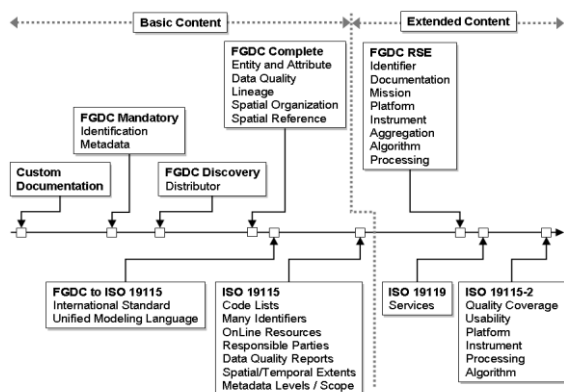 Basic Content
Extended Content
FGDC Complete
Entity and Attribute
Data Quality
Lineage
Spatial Organization
Spatial Reference
FGDC RSE
Identifier
Documentation
Mission
Platform
Instrument
Aggregation
Algorithm
Processing
FGDC Mandatory
Identification
Metadata
Custom
Documentation
FGDC Discovery
Distributor
FGDC to ISO 19115
International Standard
Unified Modeling Language
ISO 19115
Code Lists
Many Identifiers
OnLine Resources
Responsible Parties
Data Quality Reports
Spatial/Temporal Extents
Metadata Levels / Scope
ISO 19119
Services
ISO 19115-2
Quality Coverage
Usability
Platform
Instrument
Processing
Algorithm